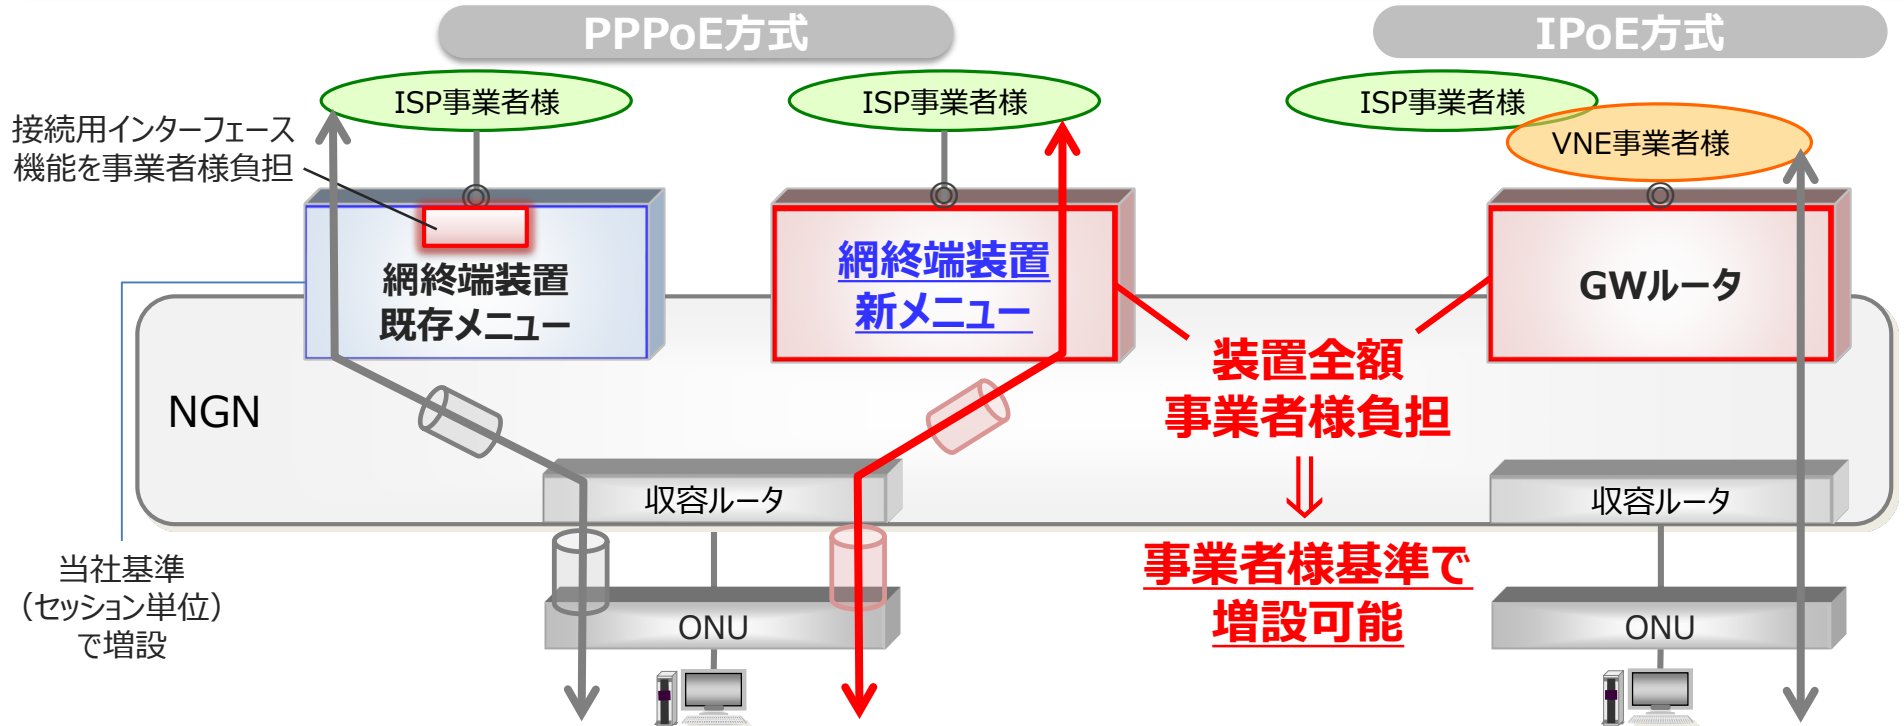 PPPoE方式
IPoE方式
ISP事業者様
ISP事業者様
ISP事業者様
VNE事業者様
接続用インターフェース
機能を事業者様負担
網終端装置
既存メニュー
網終端装置
新メニュー
GWルータ
装置全額
事業者様負担
NGN
収容ルータ
収容ルータ
⇓
事業者様基準で
増設可能
当社基準
（セッション単位）
で増設
ONU
ONU